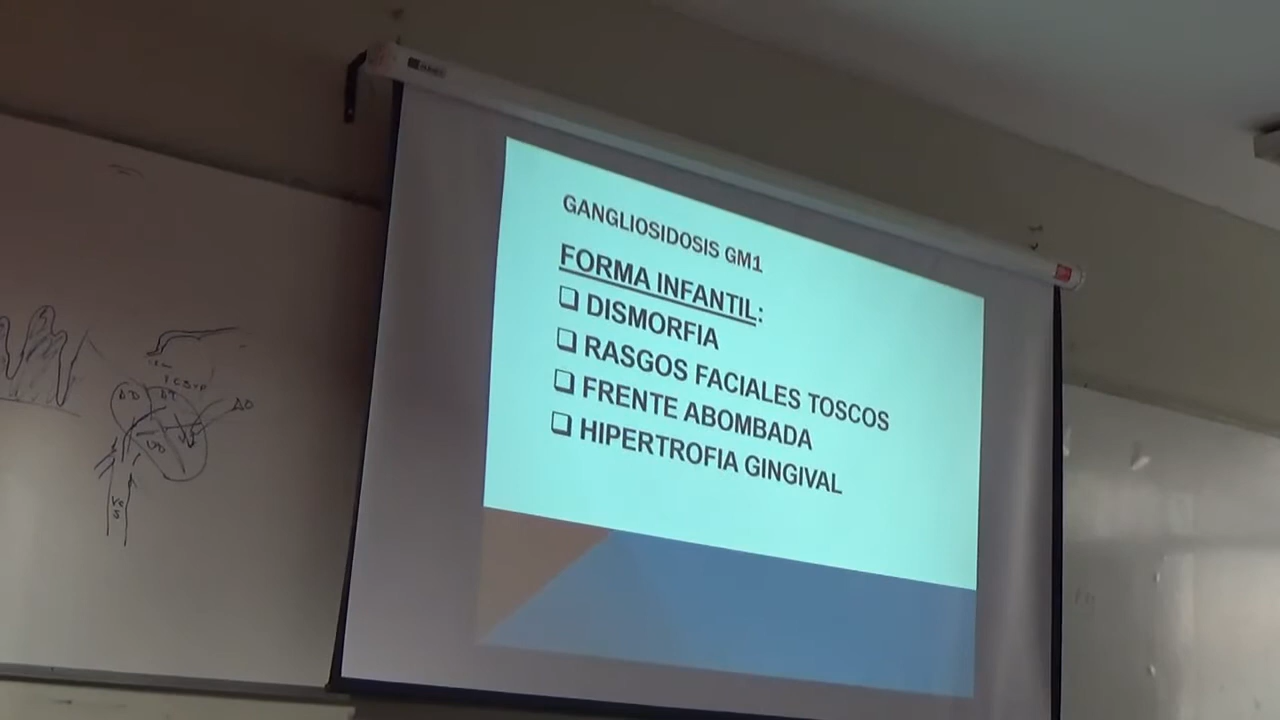 GANGLIOSIDOSIS GM1
FORMA INFANTIL:
❑ DISMORFIA
❑ RASGOS FACIALES TOSCOS
❑ FRENTE ABOMBADA
❑ HIPERTROFIA GINGIVAL